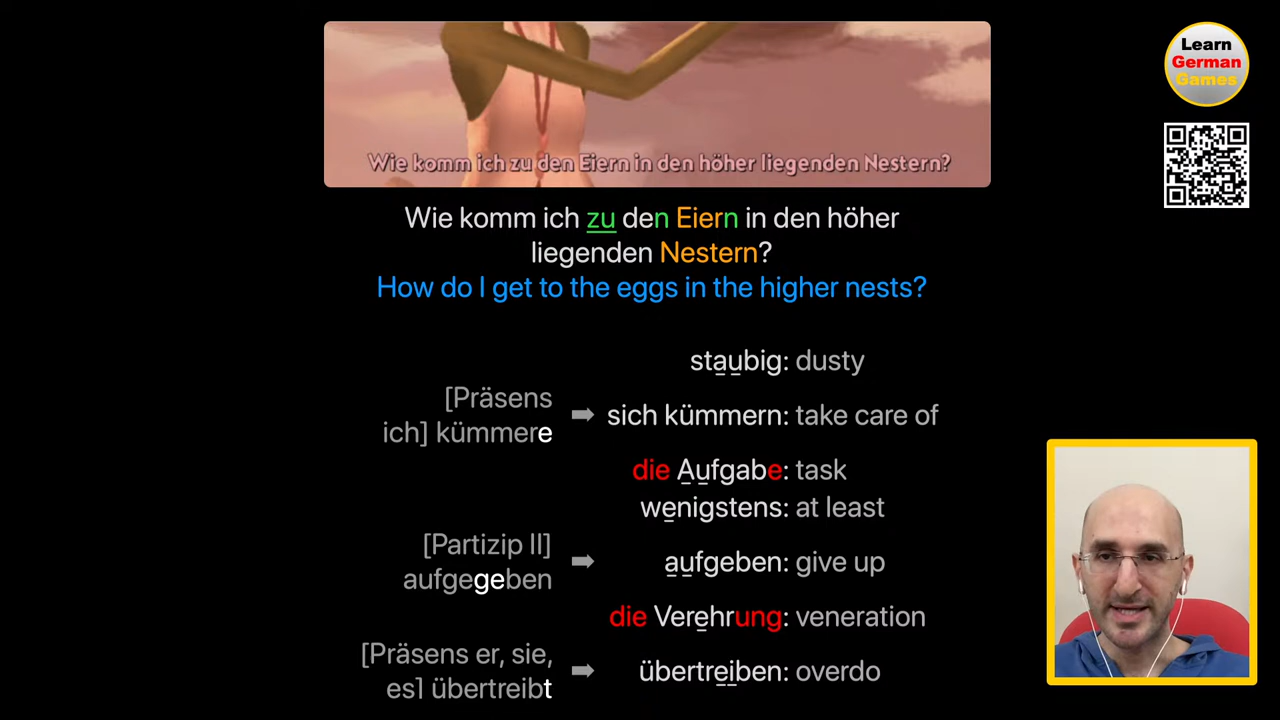 Wie komm ich zu den Eiern in den höher liegenden Nestern?
Learn
German
Games
Wie komm ich zu den Eiern in den höher
liegenden Nestern?
How do I get to the eggs in the higher nests?
staubig: dusty
[Präsens
ich] kümmere
➡ sich kümmern: take care of
die Aufgabe: task
wenigstens: at least
[Partizip II]
aufgegeben
➡ aufgeben: give up
die Verehrung: veneration
[Präsens er, sie,
es] übertreibt
➡ übertreiben: overdo